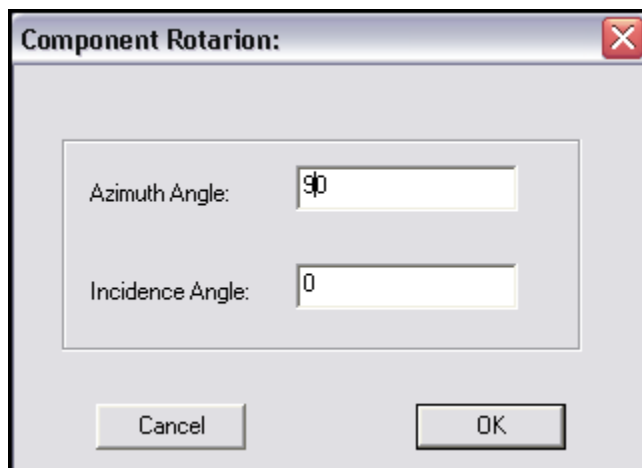 Component Rotarion:
Azimuth Angle: 90
Incidence Angle: 0
Cancel OK